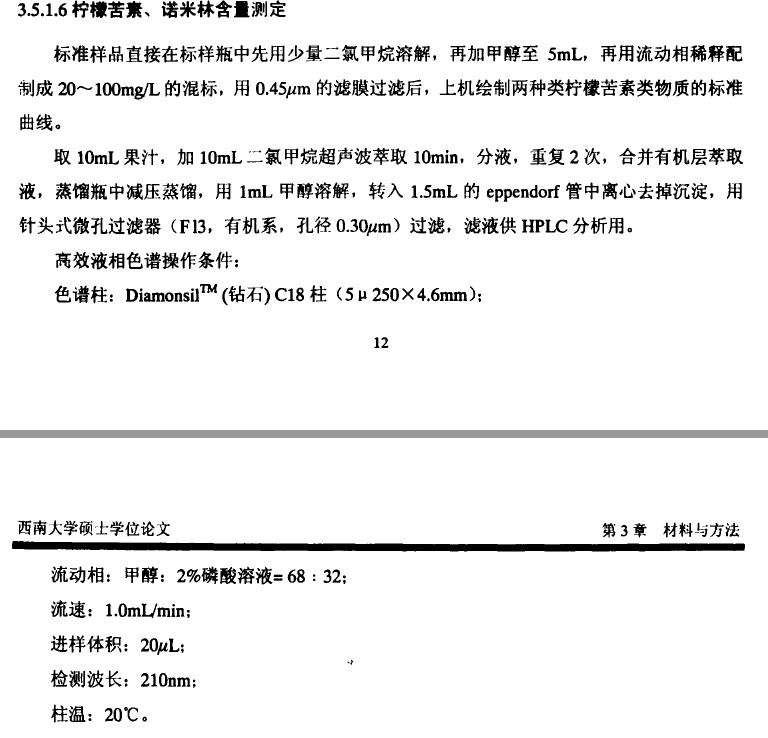 3.5.1.6 柠檬苦素、诺米林含量测定
标准样品直接在标样瓶中先用少量二氯甲烷溶解，再加甲醇至 5mL，再用流动相稀释配
制成 20～100mg/L 的混标，用 0.45μm 的滤膜过滤后，上机绘制两种类柠檬苦素类物质的标准
曲线。
取 10mL 果汁，加 10mL 二氯甲烷超声波萃取 10min，分液，重复 2 次，合并有机层萃取
液，蒸馏瓶中减压蒸馏，用 1mL 甲醇溶解，转入 1.5mL 的 eppendorf 管中离心去掉沉淀，用
针头式微孔过滤器（F13，有机系，孔径 0.30μm）过滤，滤液供 HPLC 分析用。
高效液相色谱操作条件：
色谱柱：Diamonsil™ (钻石) C18 柱（5 μ 250×4.6mm）；
12
西南大学硕士学位论文 第 3 章 材料与方法
流动相：甲醇：2%磷酸溶液= 68﹕32；
流速：1.0mL/min；
进样体积：20μL；
检测波长：210nm；
柱温：20℃。